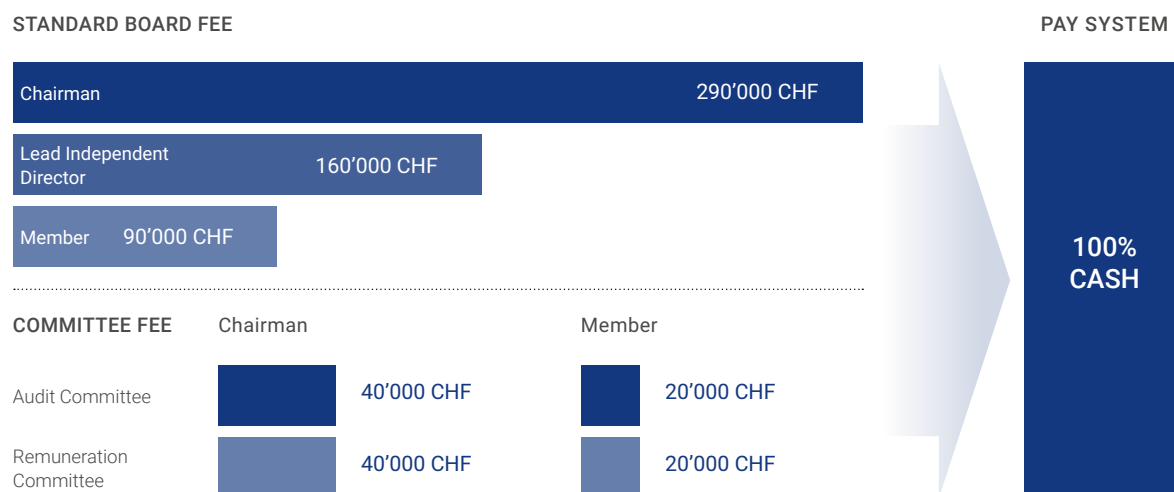 STANDARD BOARD FEE
PAY SYSTEM
Chairman
290’000 CHF
Lead Independent
Director
160’000 CHF
Member
90’000 CHF
100%
CASH
COMMITTEE FEE
Chairman
Member
Audit Committee
40’000 CHF
20’000 CHF
Remuneration
Committee
40’000 CHF
20’000 CHF